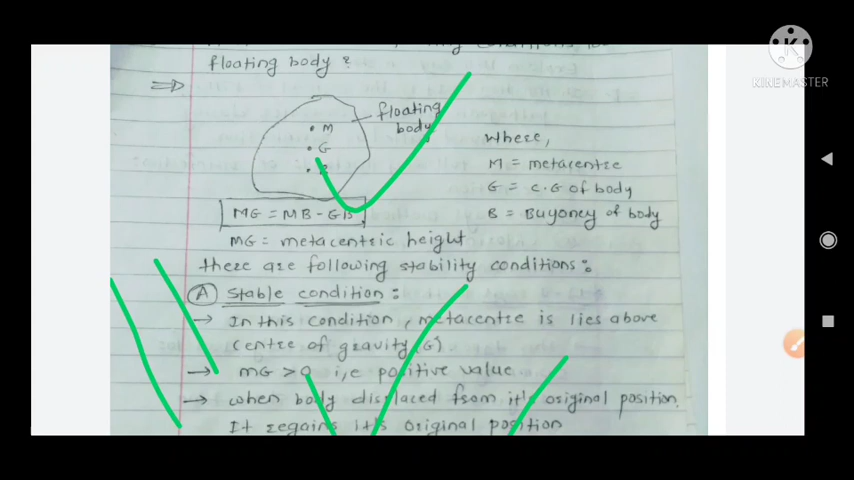 floating body ?
KINEMASTER
⇒
floating
body
• M
• G
Where,
M = metacentre
G = C.G of body
B = Buyoney of body
MG = MB - GB
MG = metacentric height
there are following stability conditions:
(A) stable condition :
→ In this condition, metacentre is lies above
centre of gravity (G)
→ MG > 0 i,e positive value
→ when body displaced from it's original position.
It regains it's original position